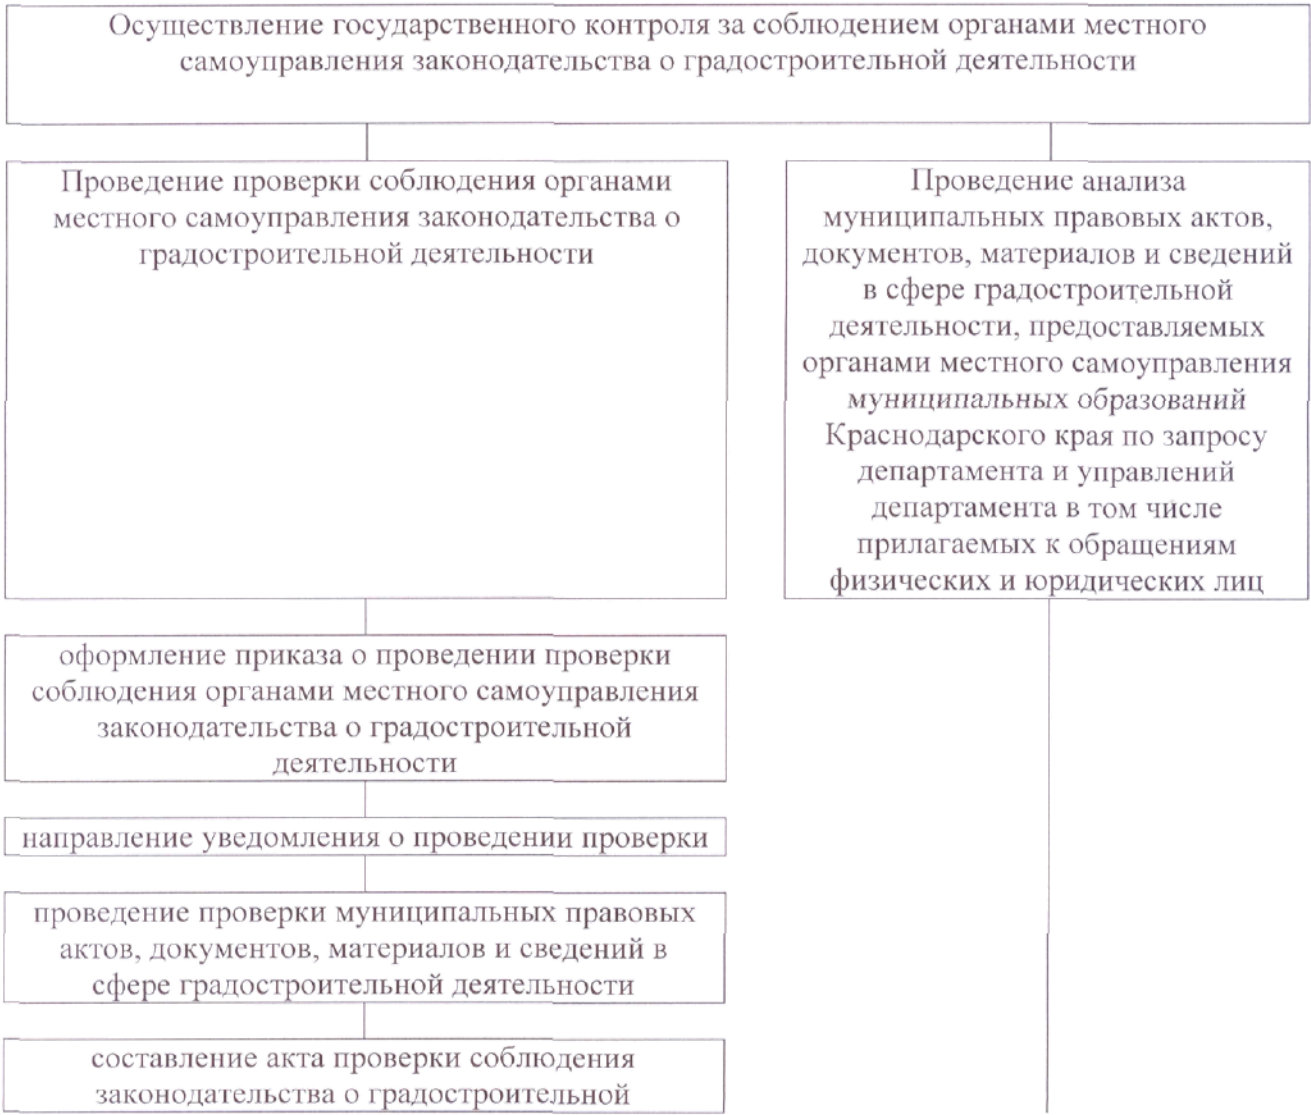 Осуществление государственного контроля за соблюдением органами местного
самоуправления законодательства о градостроительной деятельности
Проведение проверки соблюдения органами
местного самоуправления законодательства о
градостроительной деятельности
Проведение анализа
муниципальных правовых актов,
документов, материалов и сведений
в сфере градостроительной
деятельности, предоставляемых
органами местного самоуправления
муниципальных образований
Краснодарского края по запросу
департамента и управлений
департамента в том числе
прилагаемых к обращениям
физических и юридических лиц
оформление приказа о проведении проверки
соблюдения органами местного самоуправления
законодательства о градостроительной
деятельности
направление уведомления о проведении проверки
проведение проверки муниципальных правовых
актов, документов, материалов и сведений в
сфере градостроительной деятельности
составление акта проверки соблюдения
законодательства о градостроительной